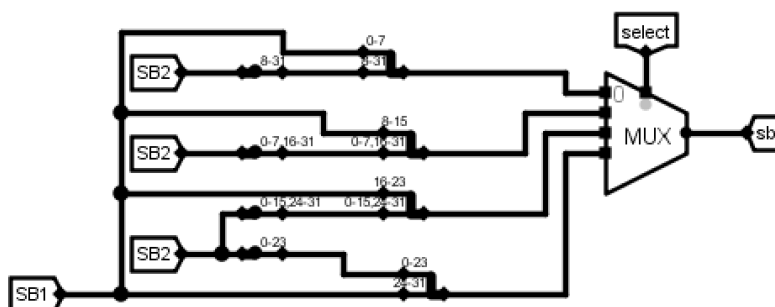 0-7
select
SB2
8-31
8-31
0
8-15
MUX
sb
SB2
0-7,16-31
0-7,16-31
16-23
0-15,24-31
0-15,24-31
SB2
0-23
0-23
SB1
24-31